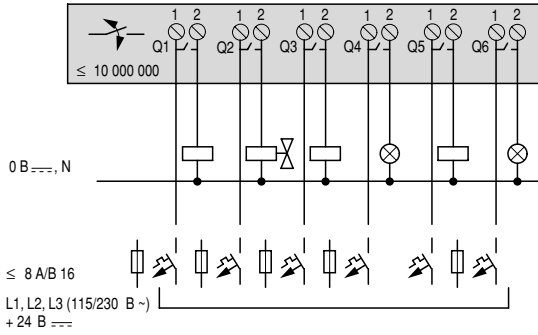 1 2 1 2 1 2 1 2 1 2 1 2
Q1 Q2 Q3 Q4 Q5 Q6
≤ 10 000 000
0 В, N
≤ 8 A/B 16
L1, L2, L3 (115/230 В ~)
+ 24 В